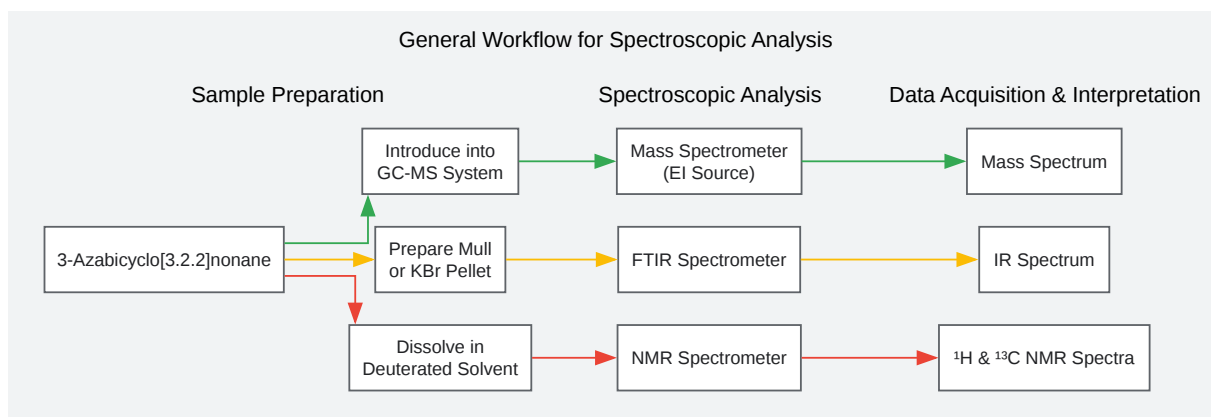 General Workflow for Spectroscopic Analysis
Sample Preparation
Spectroscopic Analysis
Data Acquisition & Interpretation
Introduce into
GC-MS System
Mass Spectrometer
(EI Source)
Mass Spectrum
3-Azabicyclo[3.2.2]nonane
Prepare Mull
or KBr Pellet
FTIR Spectrometer
IR Spectrum
Dissolve in
Deuterated Solvent
NMR Spectrometer
¹H & ¹³C NMR Spectra